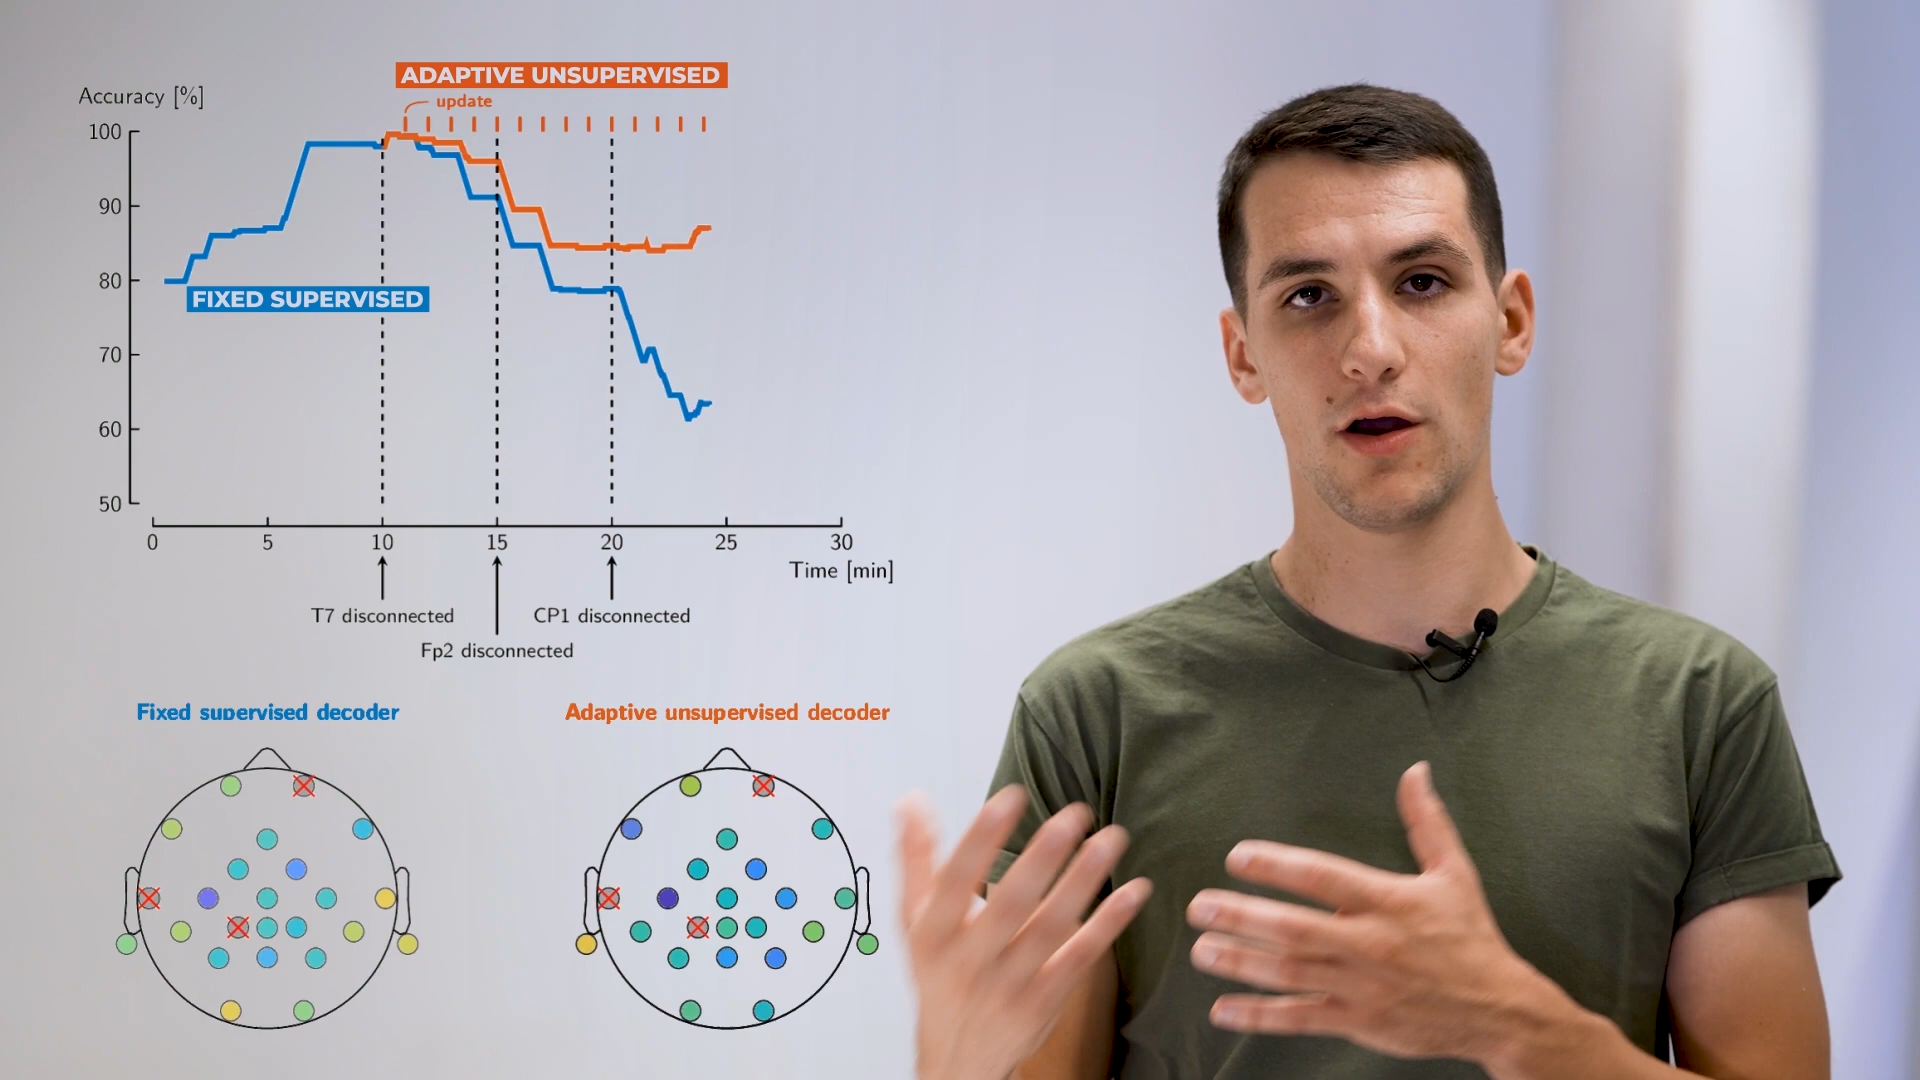 ADAPTIVE UNSUPERVISED
Accuracy [%]
update
100
90
80
FIXED SUPERVISED
70
60
50
0 5 10 15 20 25 30
Time [min]
T7 disconnected
CP1 disconnected
Fp2 disconnected
Fixed supervised decoder
Adaptive unsupervised decoder